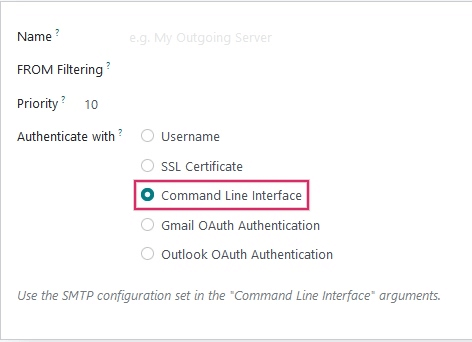 Name ? e.g. My Outgoing Server
FROM Filtering ?
Priority ? 10
Authenticate with ? Username
SSL Certificate
Command Line Interface
Gmail OAuth Authentication
Outlook OAuth Authentication
Use the SMTP configuration set in the "Command Line Interface" arguments.